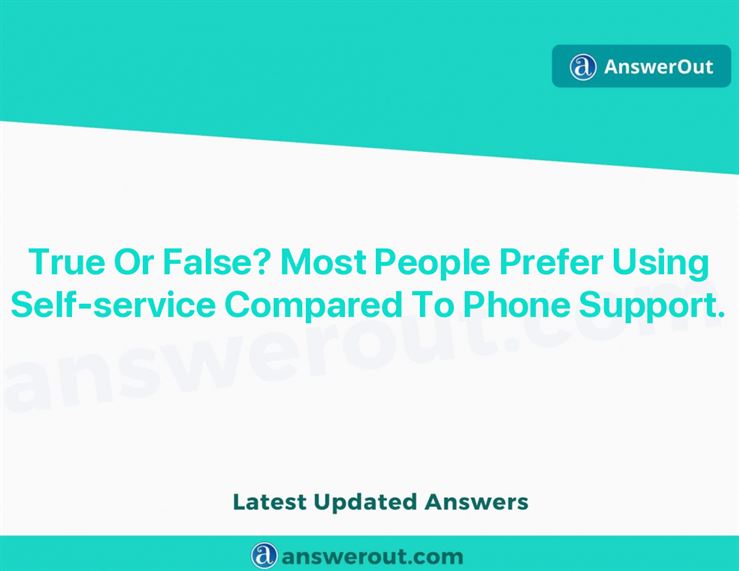 AnswerOut
True Or False? Most People Prefer Using
Self-service Compared To Phone Support.
answerout.com
Latest Updated Answers
answerout.com